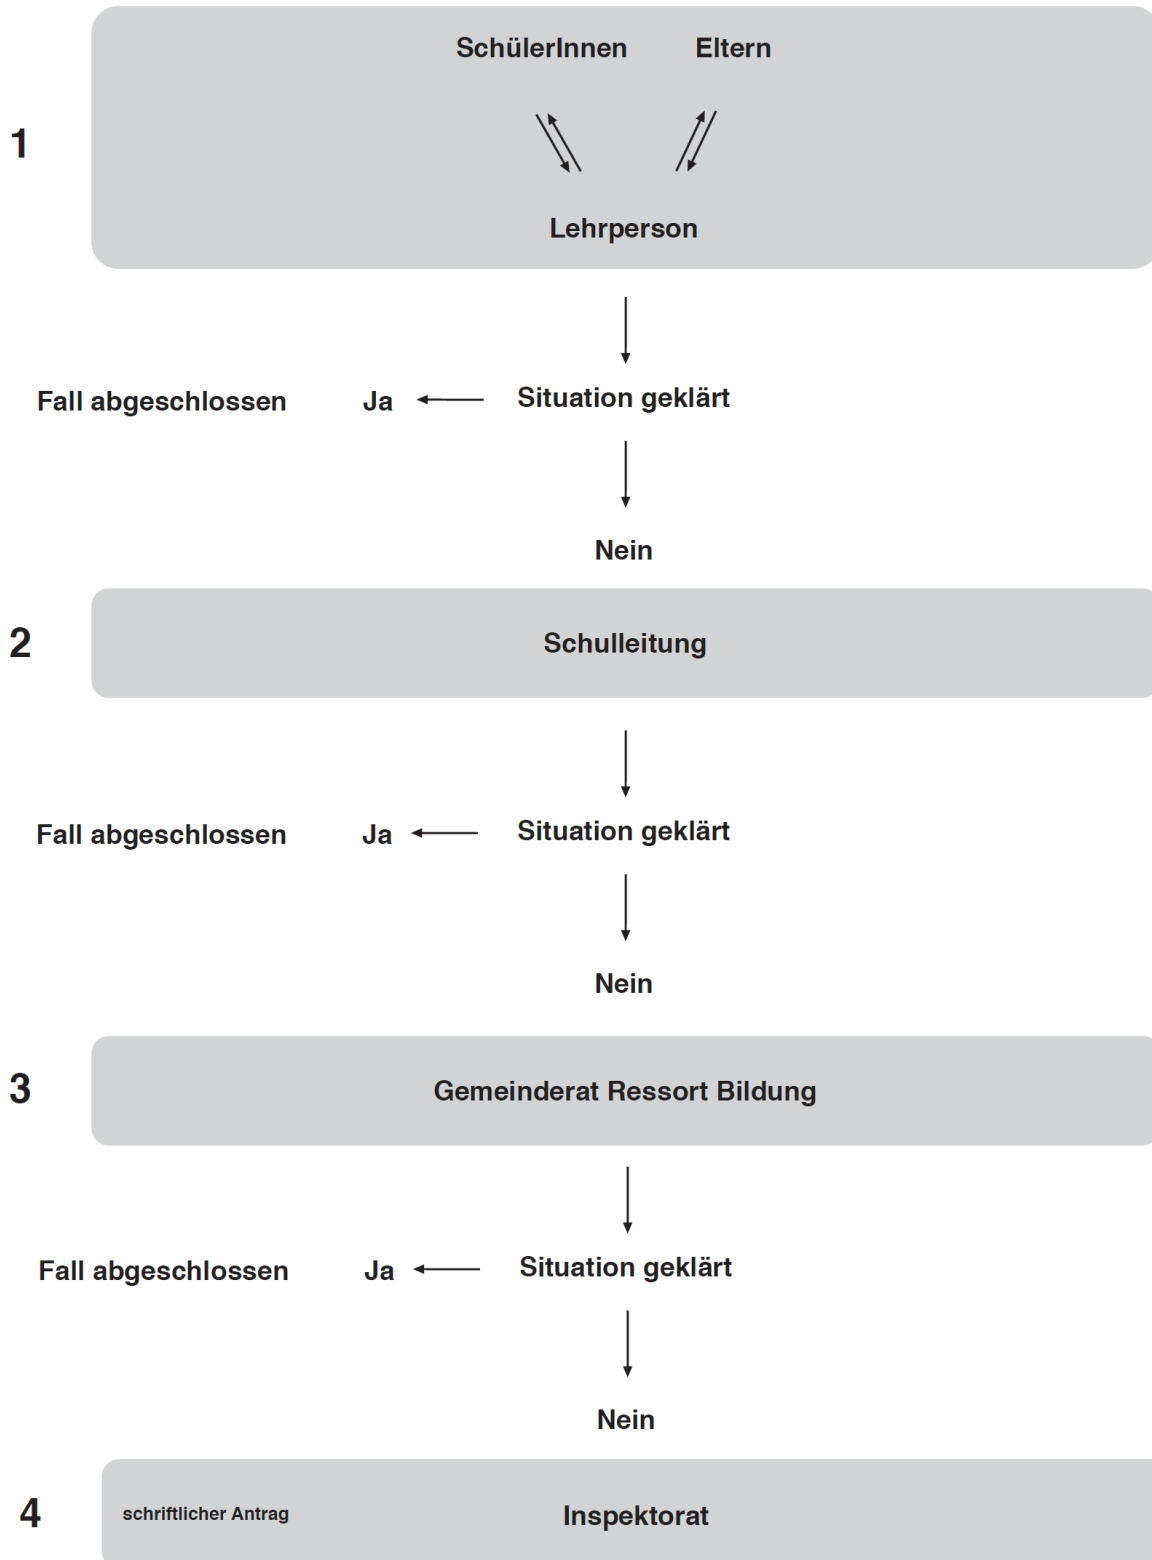 SchülerInnen Eltern
1
Lehrperson
Fall abgeschlossen Ja Situation geklärt
Nein
2 Schulleitung
Fall abgeschlossen Ja Situation geklärt
Nein
3 Gemeinderat Ressort Bildung
Fall abgeschlossen Ja Situation geklärt
Nein
4 schriftlicher Antrag Inspektorat